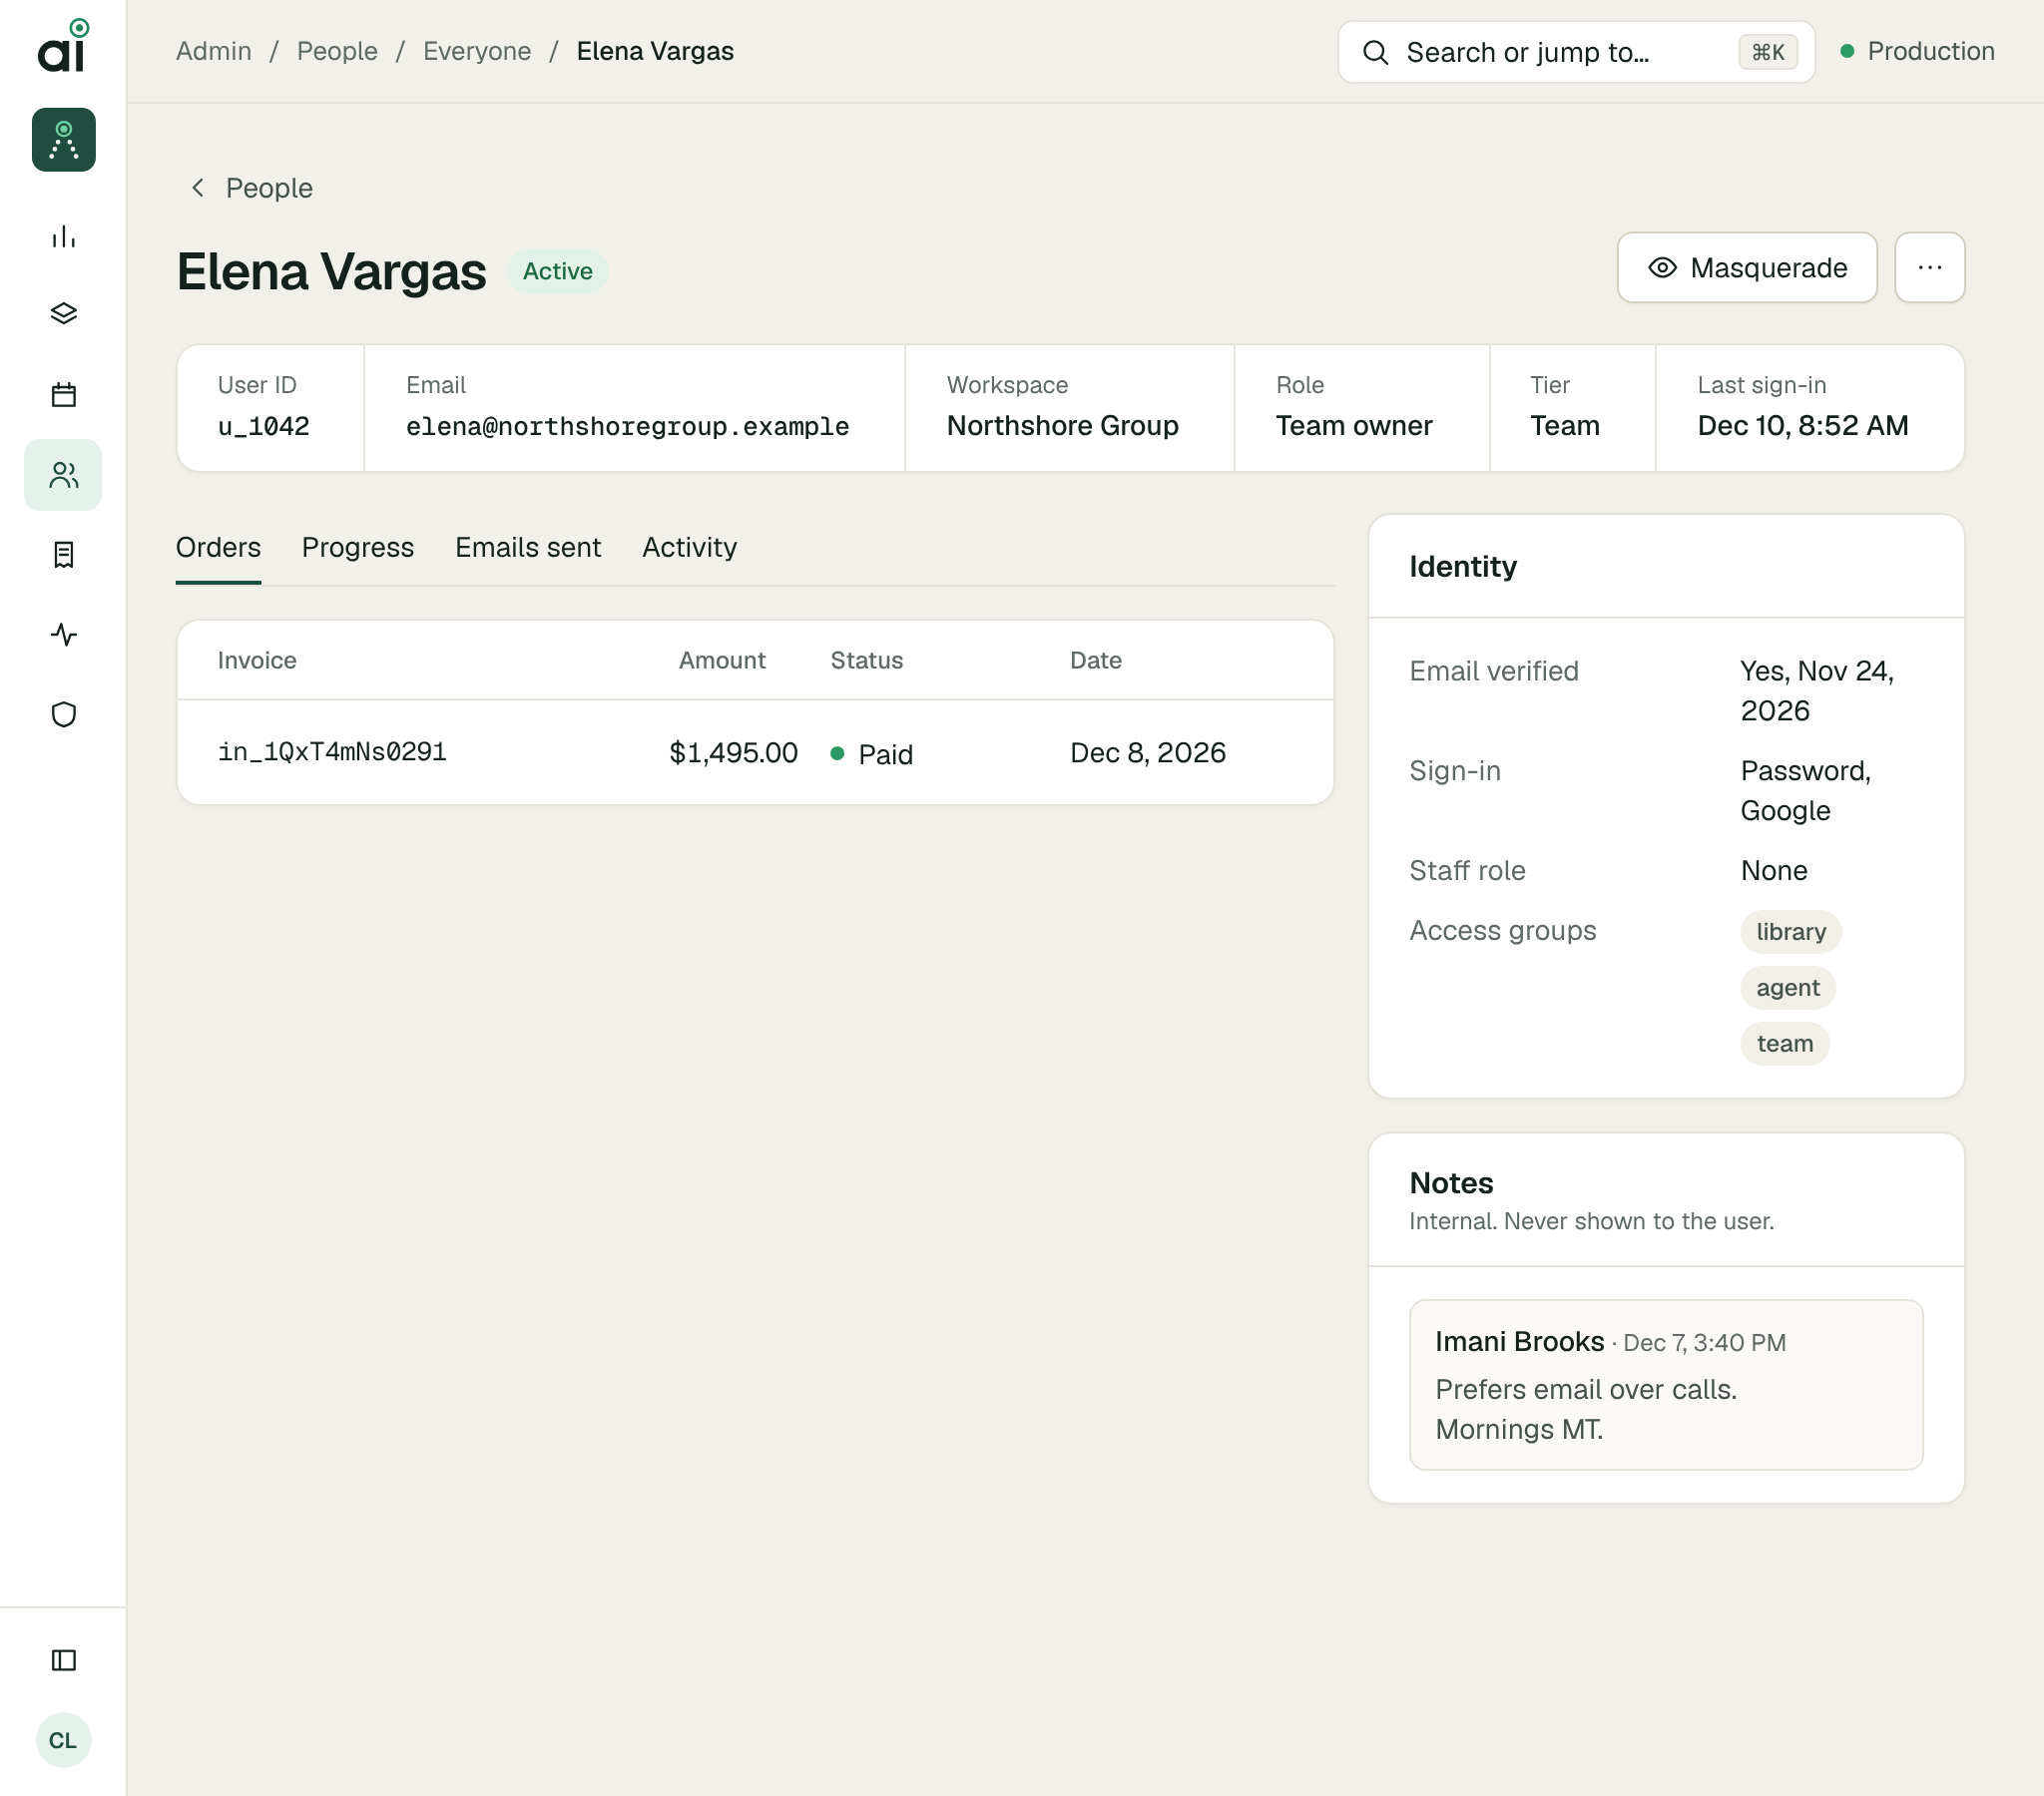 ai
Admin / People / Everyone / Elena Vargas
Search or jump to...
⌘K
Production
People
Elena Vargas
Active
Masquerade
User ID
u_1042
Email
elena@northshoregroup.example
Workspace
Northshore Group
Role
Team owner
Tier
Team
Last sign-in
Dec 10, 8:52 AM
Orders
Progress
Emails sent
Activity
Invoice Amount Status Date
in_1QxT4mNs0291 $1,495.00 Paid Dec 8, 2026
Identity
Email verified
Yes, Nov 24,
2026
Sign-in
Password,
Google
Staff role
None
Access groups
library
agent
team
Notes
Internal. Never shown to the user.
Imani Brooks · Dec 7, 3:40 PM
Prefers email over calls.
Mornings MT.
CL